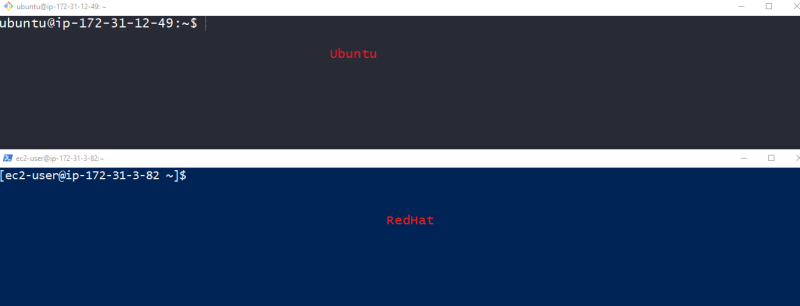 ubuntu@ip-172-31-12-49: ~
ubuntu@ip-172-31-12-49:~$
Ubuntu
ec2-user@ip-172-31-3-82:~
[ec2-user@ip-172-31-3-82 ~]$
RedHat